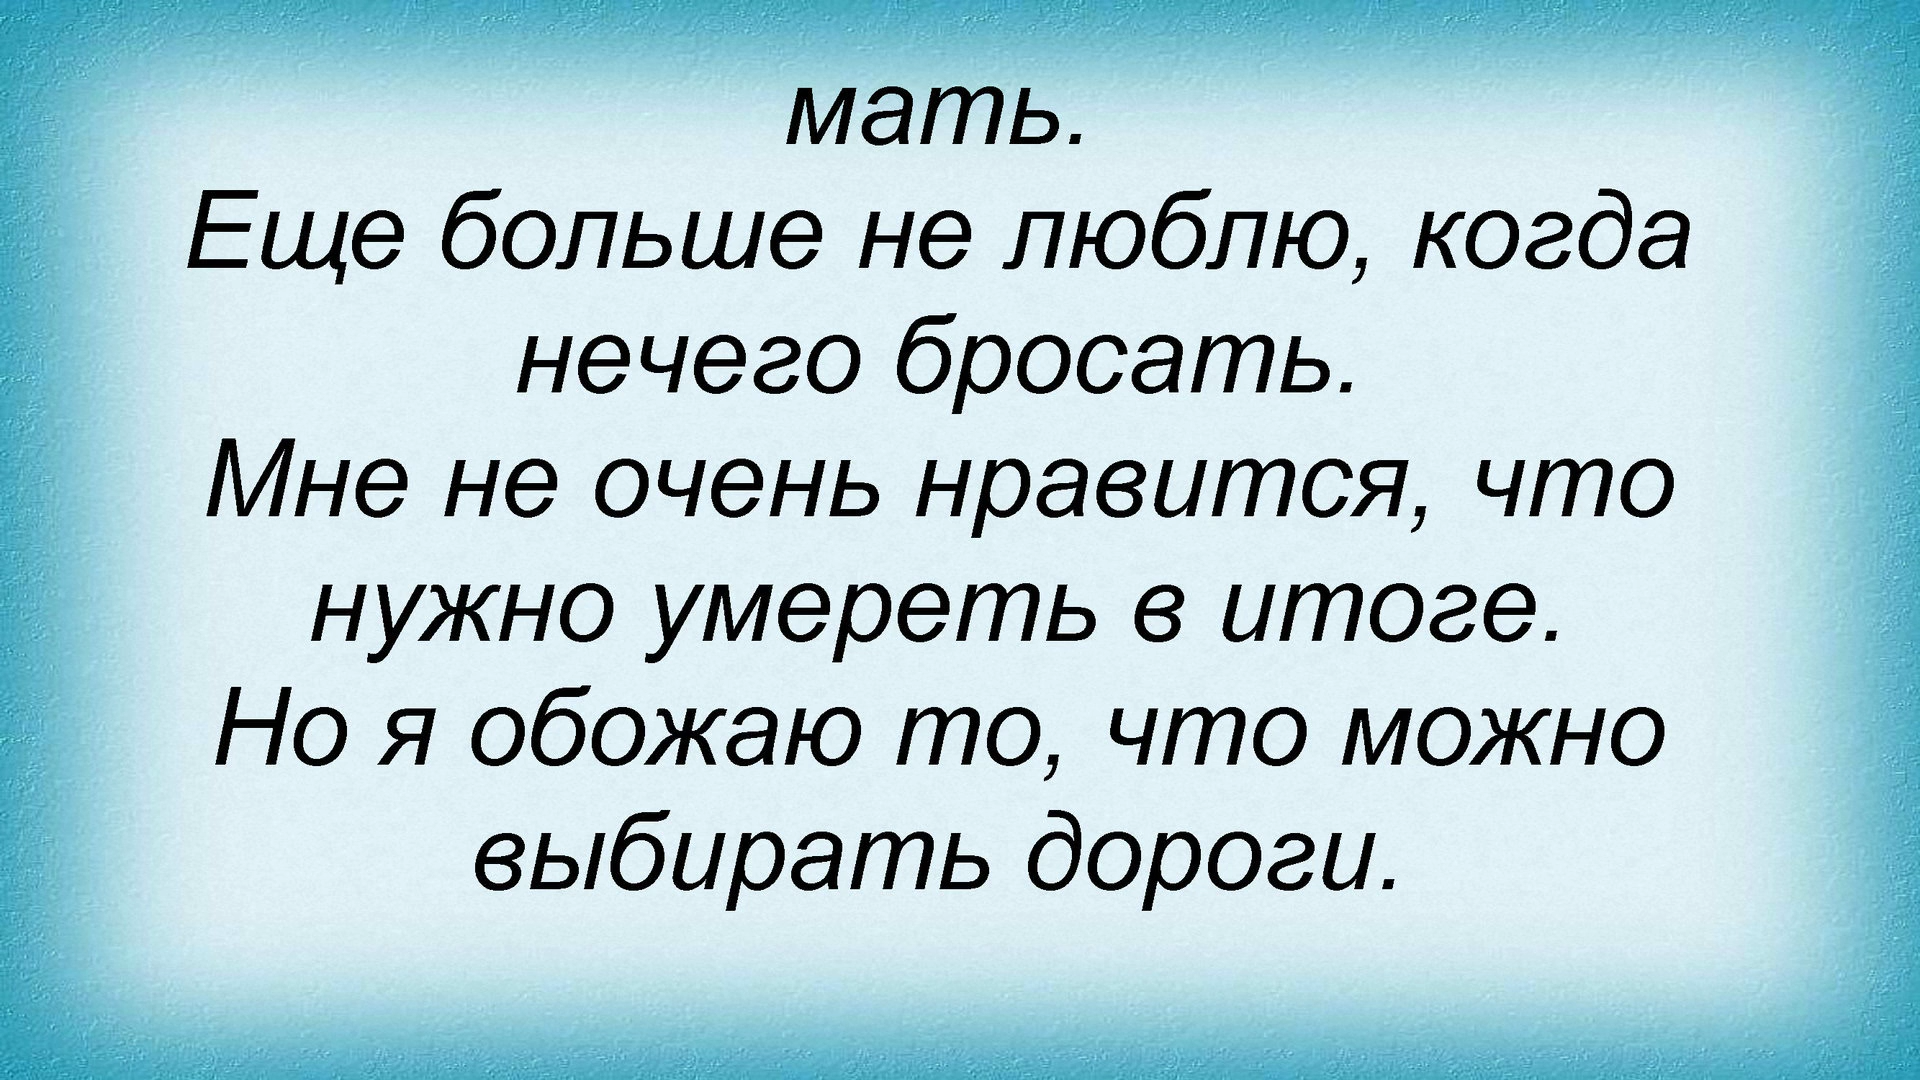 мать.
Еще больше не люблю, когда
нечего бросать.
Мне не очень нравится, что
нужно умереть в итоге.
Но я обожаю то, что можно
выбирать дороги.